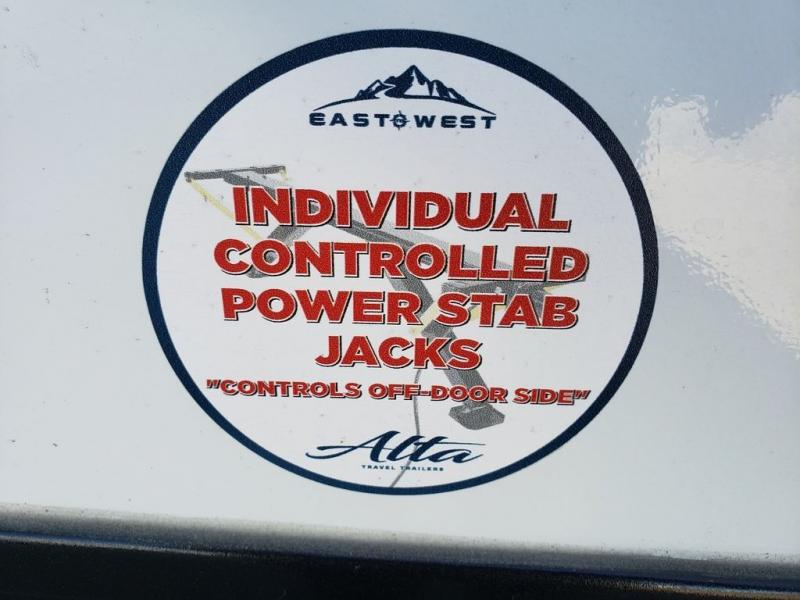 EAST WEST
INDIVIDUAL
CONTROLLED
POWER STAB
JACKS
"CONTROLS OFF-DOOR SIDE"
Alta
TRAVEL TRAILERS